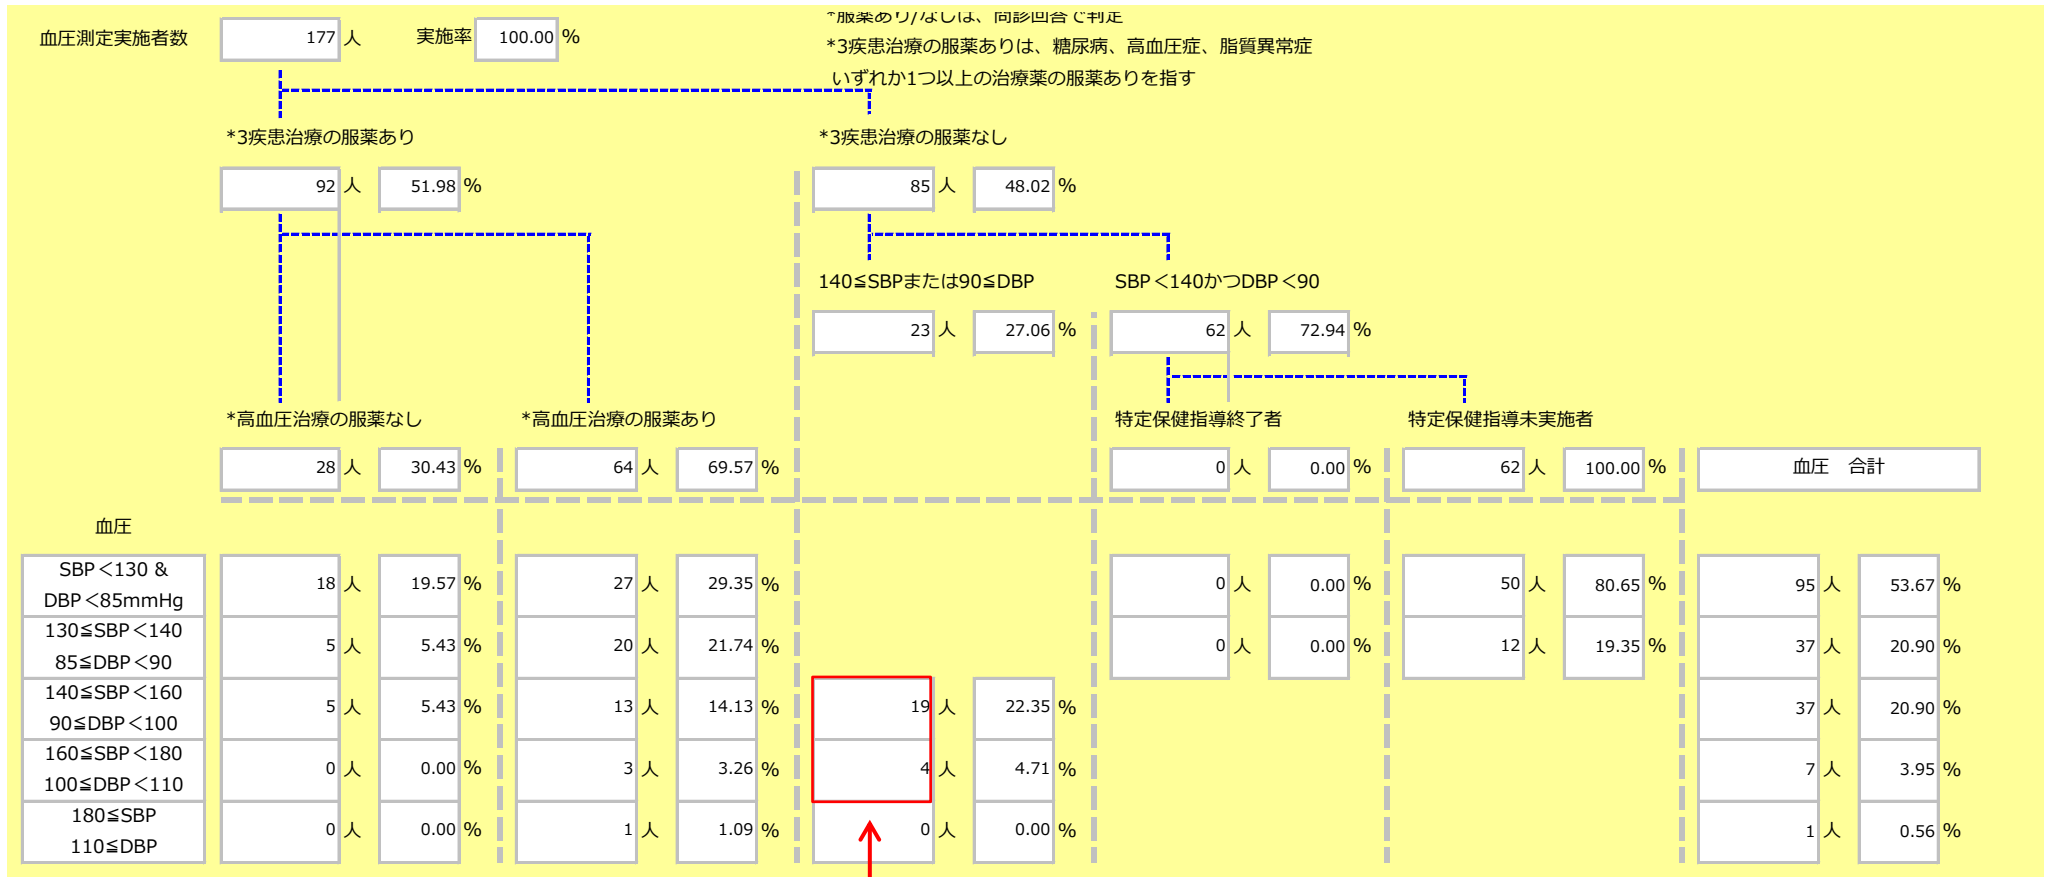 *服薬あり/なしは、問診回答で判定
血圧測定実施者数 177 人 実施率 100.00 %
*3疾患治療の服薬ありは、糖尿病、高血圧症、脂質異常症
いずれか1つ以上の治療薬の服薬ありを指す
*3疾患治療の服薬あり *3疾患治療の服薬なし
92 人 51.98 % 85 人 48.02 %
140≦SBPまたは90≦DBP SBP<140かつDBP<90
23 人 27.06 % 62 人 72.94 %
*高血圧治療の服薬なし *高血圧治療の服薬あり 特定保健指導終了者 特定保健指導未実施者
28 人 30.43 % 64 人 69.57 % 0 人 0.00 % 62 人 100.00 % 血圧 合計
血圧
SBP<130 &
DBP<85mmHg
18 人 19.57 % 27 人 29.35 % 0 人 0.00 % 50 人 80.65 % 95 人 53.67 %
130≦SBP<140
85≦DBP<90
5 人 5.43 % 20 人 21.74 % 0 人 0.00 % 12 人 19.35 % 37 人 20.90 %
140≦SBP<160
90≦DBP<100
5 人 5.43 % 13 人 14.13 % 19 人 22.35 % 37 人 20.90 %
160≦SBP<180
100≦DBP<110
0 人 0.00 % 3 人 3.26 % 4 人 4.71 % 7 人 3.95 %
180≦SBP
110≦DBP
0 人 0.00 % 1 人 1.09 % 0 人 0.00 % 1 人 0.56 %